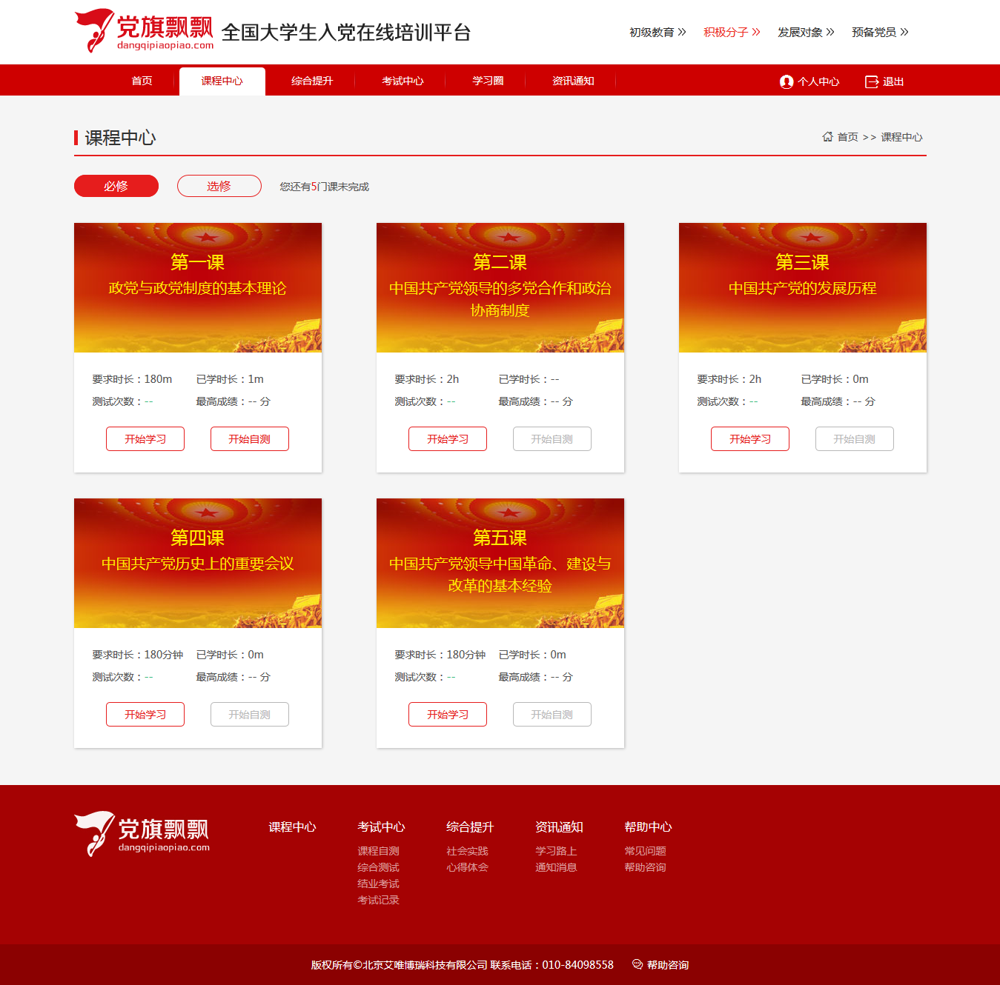 党旗飘飘
dangqipiaopiao.com
全国大学生入党在线培训平台
初级教育 积极分子 发展对象 预备党员
首页 课程中心 综合提升 考试中心 学习圈 资讯通知 个人中心 退出
课程中心
首页 >> 课程中心
必修 选修 您还有5门课未完成
第一课
政党与政党制度的基本理论
要求时长：180m 已学时长：1m
测试次数：-- 最高成绩：-- 分
开始学习 开始自测
第二课
中国共产党领导的多党合作和政治
协商制度
要求时长：2h 已学时长：--
测试次数：-- 最高成绩：-- 分
开始学习 开始自测
第三课
中国共产党的发展历程
要求时长：2h 已学时长：0m
测试次数：-- 最高成绩：-- 分
开始学习 开始自测
第四课
中国共产党历史上的重要会议
要求时长：180分钟 已学时长：0m
测试次数：-- 最高成绩：-- 分
开始学习 开始自测
第五课
中国共产党领导中国革命、建设与
改革的基本经验
要求时长：180分钟 已学时长：0m
测试次数：-- 最高成绩：-- 分
开始学习 开始自测
党旗飘飘
dangqipiaopiao.com
课程中心
考试中心
课程自测
综合测试
结业考试
考试记录
综合提升
社会实践
心得体会
资讯通知
学习路上
通知消息
帮助中心
常见问题
帮助咨询
版权所有©北京艾唯博瑞科技有限公司 联系电话：010-84098558 帮助咨询